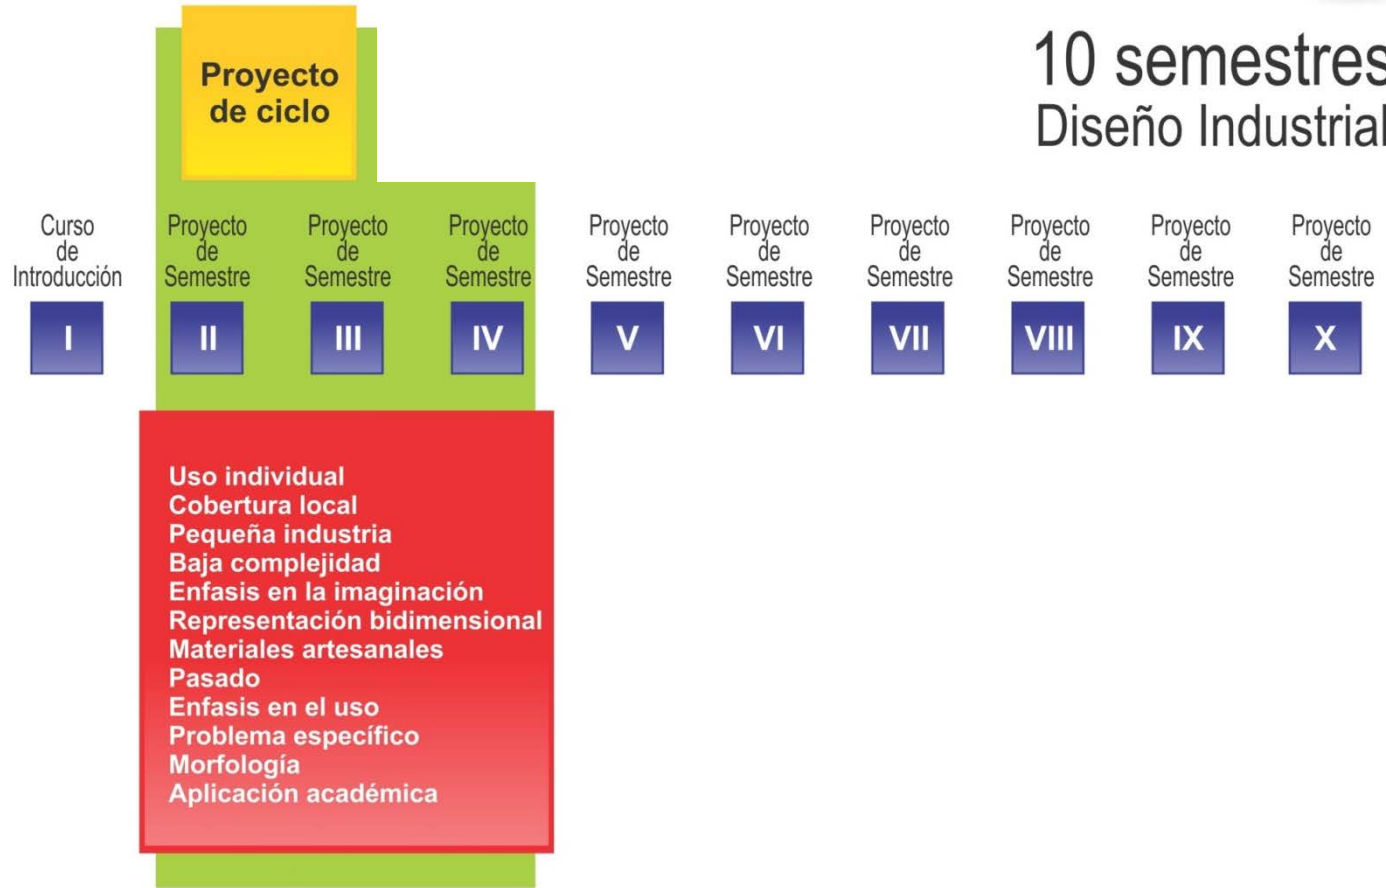 Proyecto
de ciclo
10 semestres
Diseño Industrial
Curso
de
Introducción
I
Proyecto
de
Semestre
II
Proyecto
de
Semestre
III
Proyecto
de
Semestre
IV
Proyecto
de
Semestre
V
Proyecto
de
Semestre
VI
Proyecto
de
Semestre
VII
Proyecto
de
Semestre
VIII
Proyecto
de
Semestre
IX
Proyecto
de
Semestre
X
Uso individual
Cobertura local
Pequeña industria
Baja complejidad
Enfasis en la imaginación
Representación bidimensional
Materiales artesanales
Pasado
Enfasis en el uso
Problema específico
Morfología
Aplicación académica